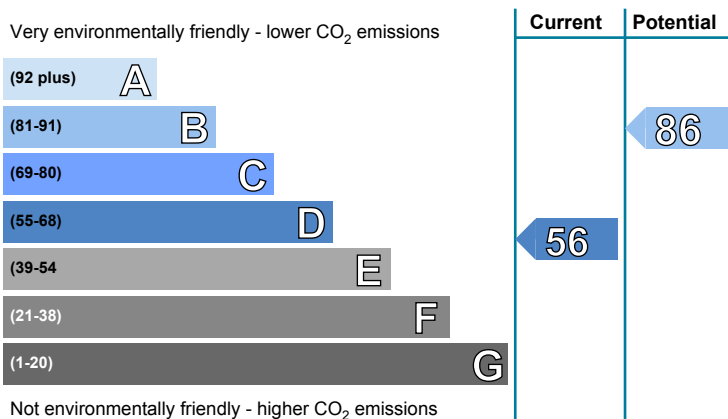 Current Potential
Very environmentally friendly - lower CO2 emissions
(92 plus) A
(81-91) B
86
(69-80) C
(55-68) D
56
(39-54 E
(21-38) F
(1-20) G
Not environmentally friendly - higher CO2 emissions